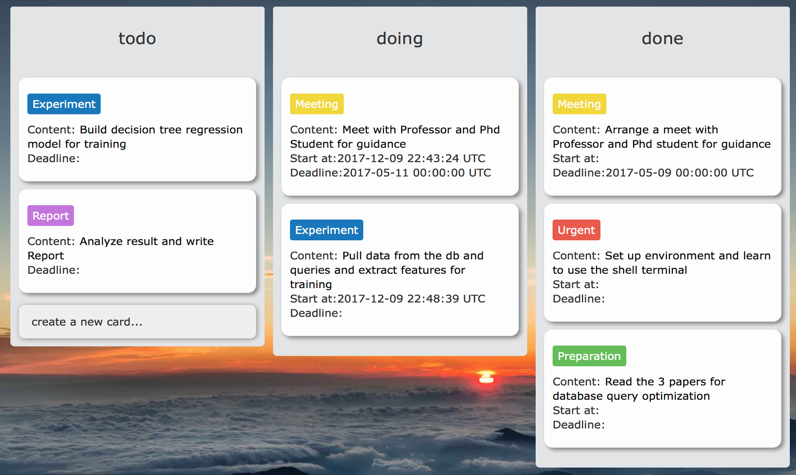 todo
Experiment
Content: Build decision tree regression
model for training
Deadline:
Report
Content: Analyze result and write
Report
Deadline:
create a new card...
doing
Meeting
Content: Meet with Professor and Phd
Student for guidance
Start at:2017-12-09 22:43:24 UTC
Deadline:2017-05-11 00:00:00 UTC
Experiment
Content: Pull data from the db and
queries and extract features for
training
Start at:2017-12-09 22:48:39 UTC
Deadline:
done
Meeting
Content: Arrange a meet with
Professor and Phd student for guidance
Start at:
Deadline:2017-05-09 00:00:00 UTC
Urgent
Content: Set up environment and learn
to use the shell terminal
Start at:
Deadline:
Preparation
Content: Read the 3 papers for
database query optimization
Start at:
Deadline: